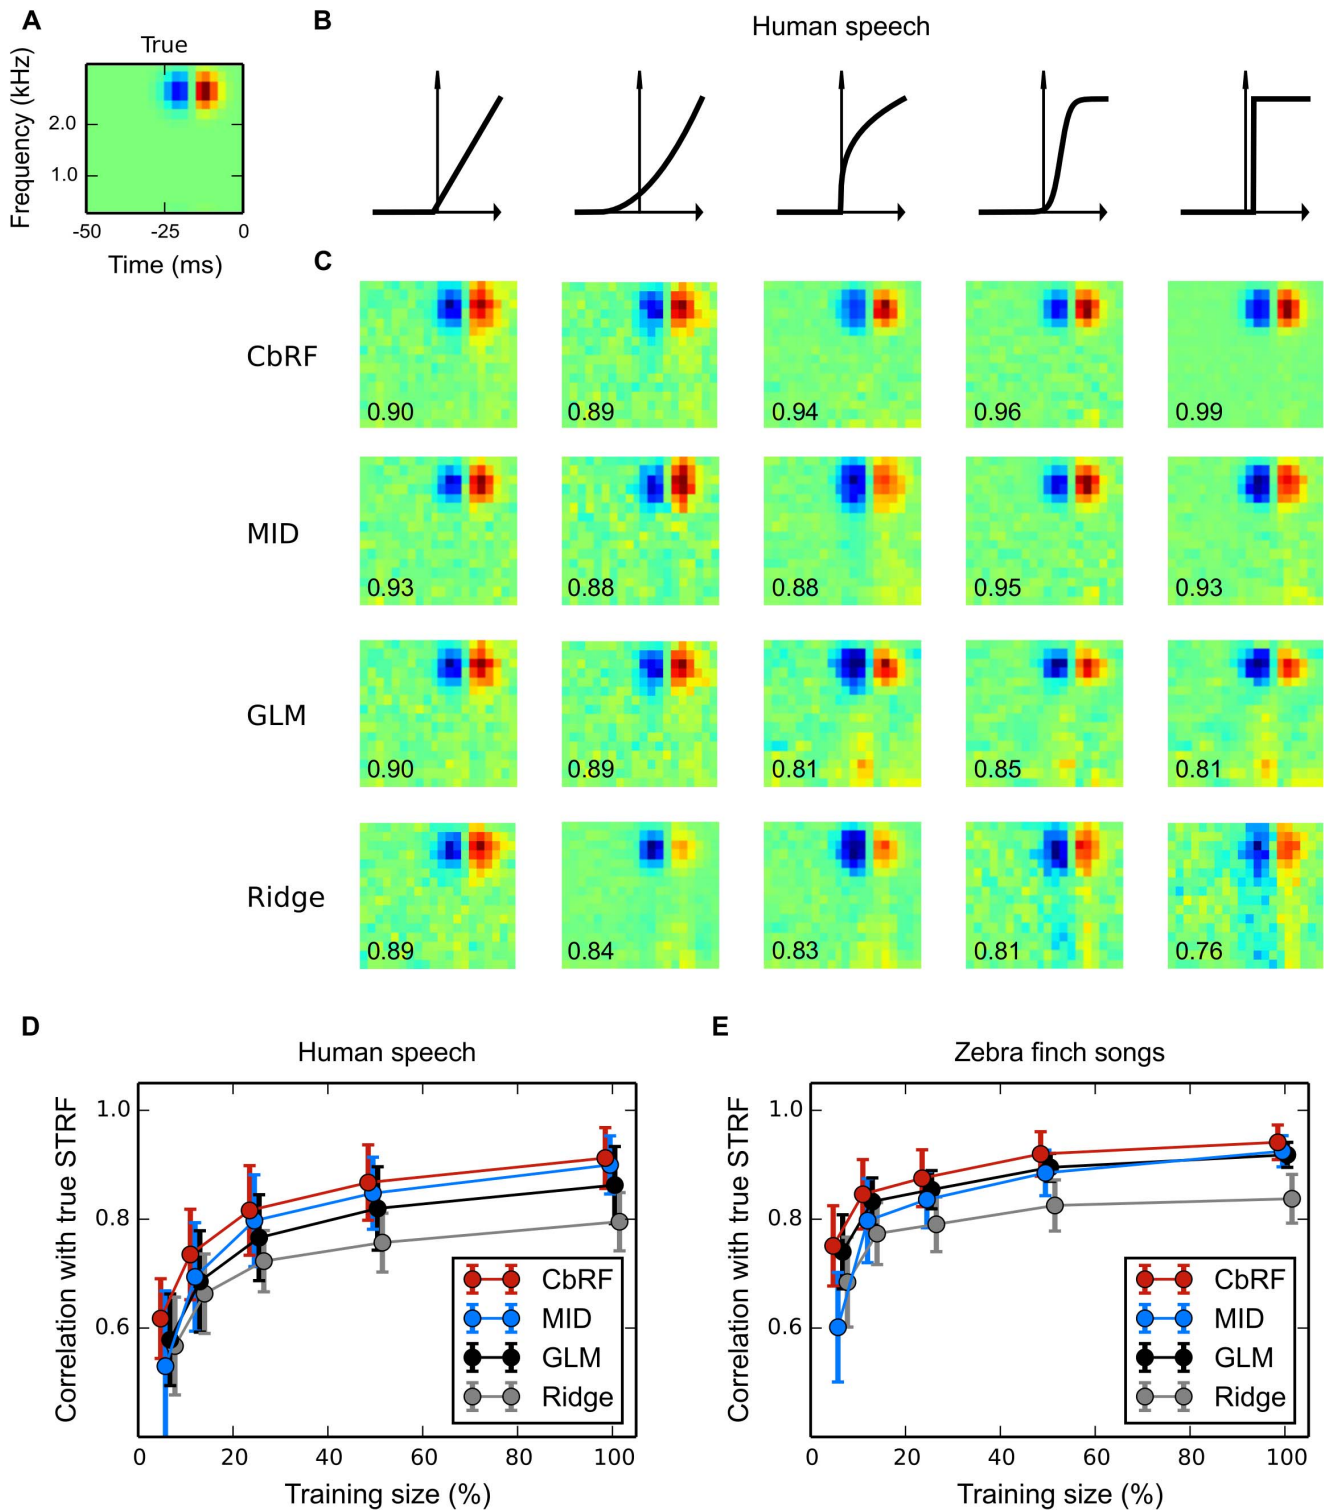 A
B
Human speech
True
Frequency (kHz)
2.0
1.0
-50 -25 0
Time (ms)
C
CbRF
0.90 0.89 0.94 0.96 0.99
MID
0.93 0.88 0.88 0.95 0.93
GLM
0.90 0.89 0.81 0.85 0.81
Ridge
0.89 0.84 0.83 0.81 0.76
D
Human speech
Correlation with true STRF
1.0
0.8
0.6
0 20 40 60 80 100
Training size (%)
CbRF
MID
GLM
Ridge
E
Zebra finch songs
Correlation with true STRF
1.0
0.8
0.6
0 20 40 60 80 100
Training size (%)
CbRF
MID
GLM
Ridge